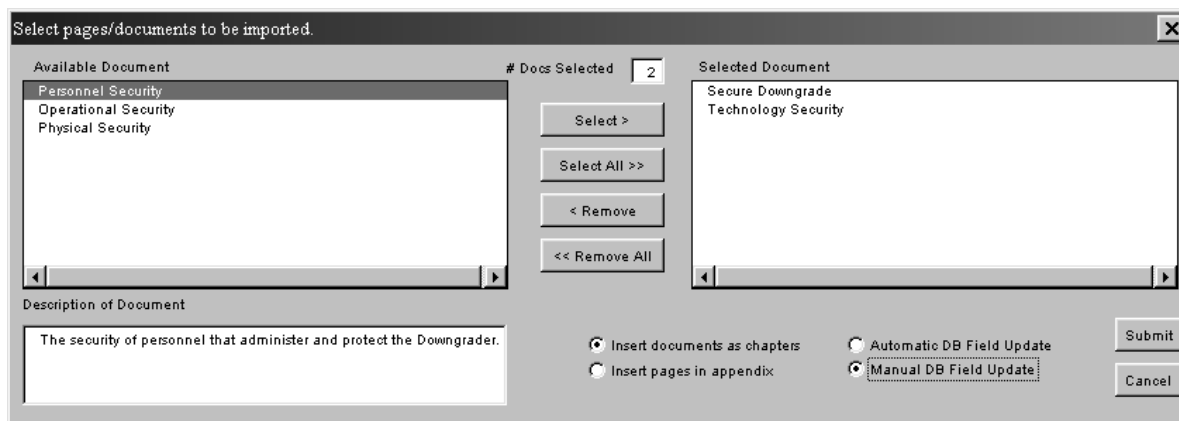 Select pages/documents to be imported.
Available Document
# Docs Selected 2
Selected Document
Personnel Security
Operational Security
Physical Security
Select >
Select All >>
< Remove
<< Remove All
Secure Downgrade
Technology Security
Description of Document
The security of personnel that administer and protect the Downgrader.
Insert documents as chapters
Insert pages in appendix
Automatic DB Field Update
Manual DB Field Update
Submit
Cancel